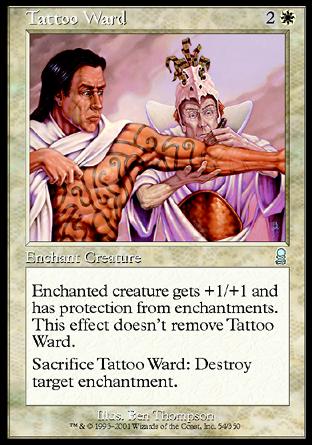 Tattoo Ward 2
Enchant Creature
Enchanted creature gets +1/+1 and
has protection from enchantments.
This effect doesn't remove Tattoo
Ward.
Sacrifice Tattoo Ward: Destroy
target enchantment.
Illus. Ben Thompson
™ & © 1993-2001 Wizards of the Coast, Inc. 54/350